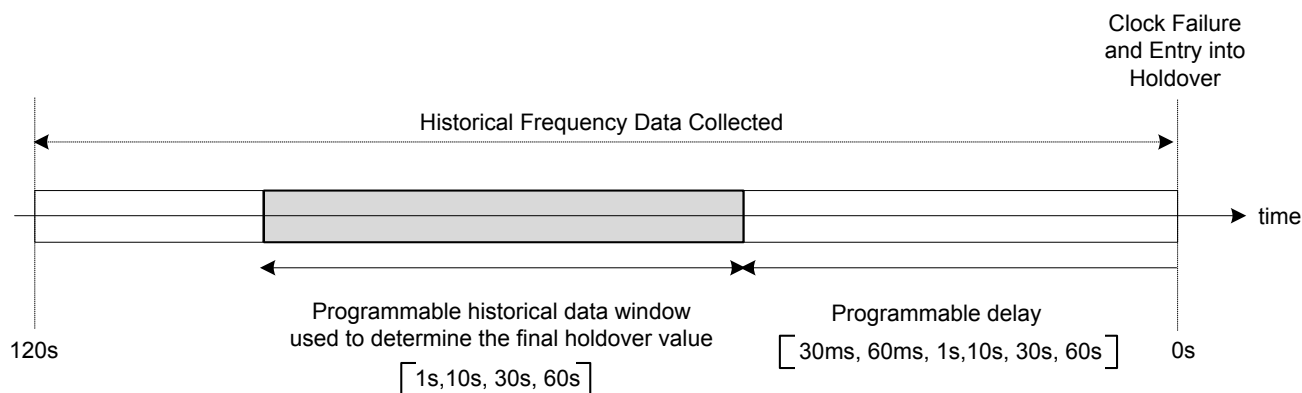 Clock Failure
and Entry into
Holdover
Historical Frequency Data Collected
time
Programmable historical data window
used to determine the final holdover value
[1s,10s, 30s, 60s]
Programmable delay
[30ms, 60ms, 1s,10s, 30s, 60s]
120s
0s